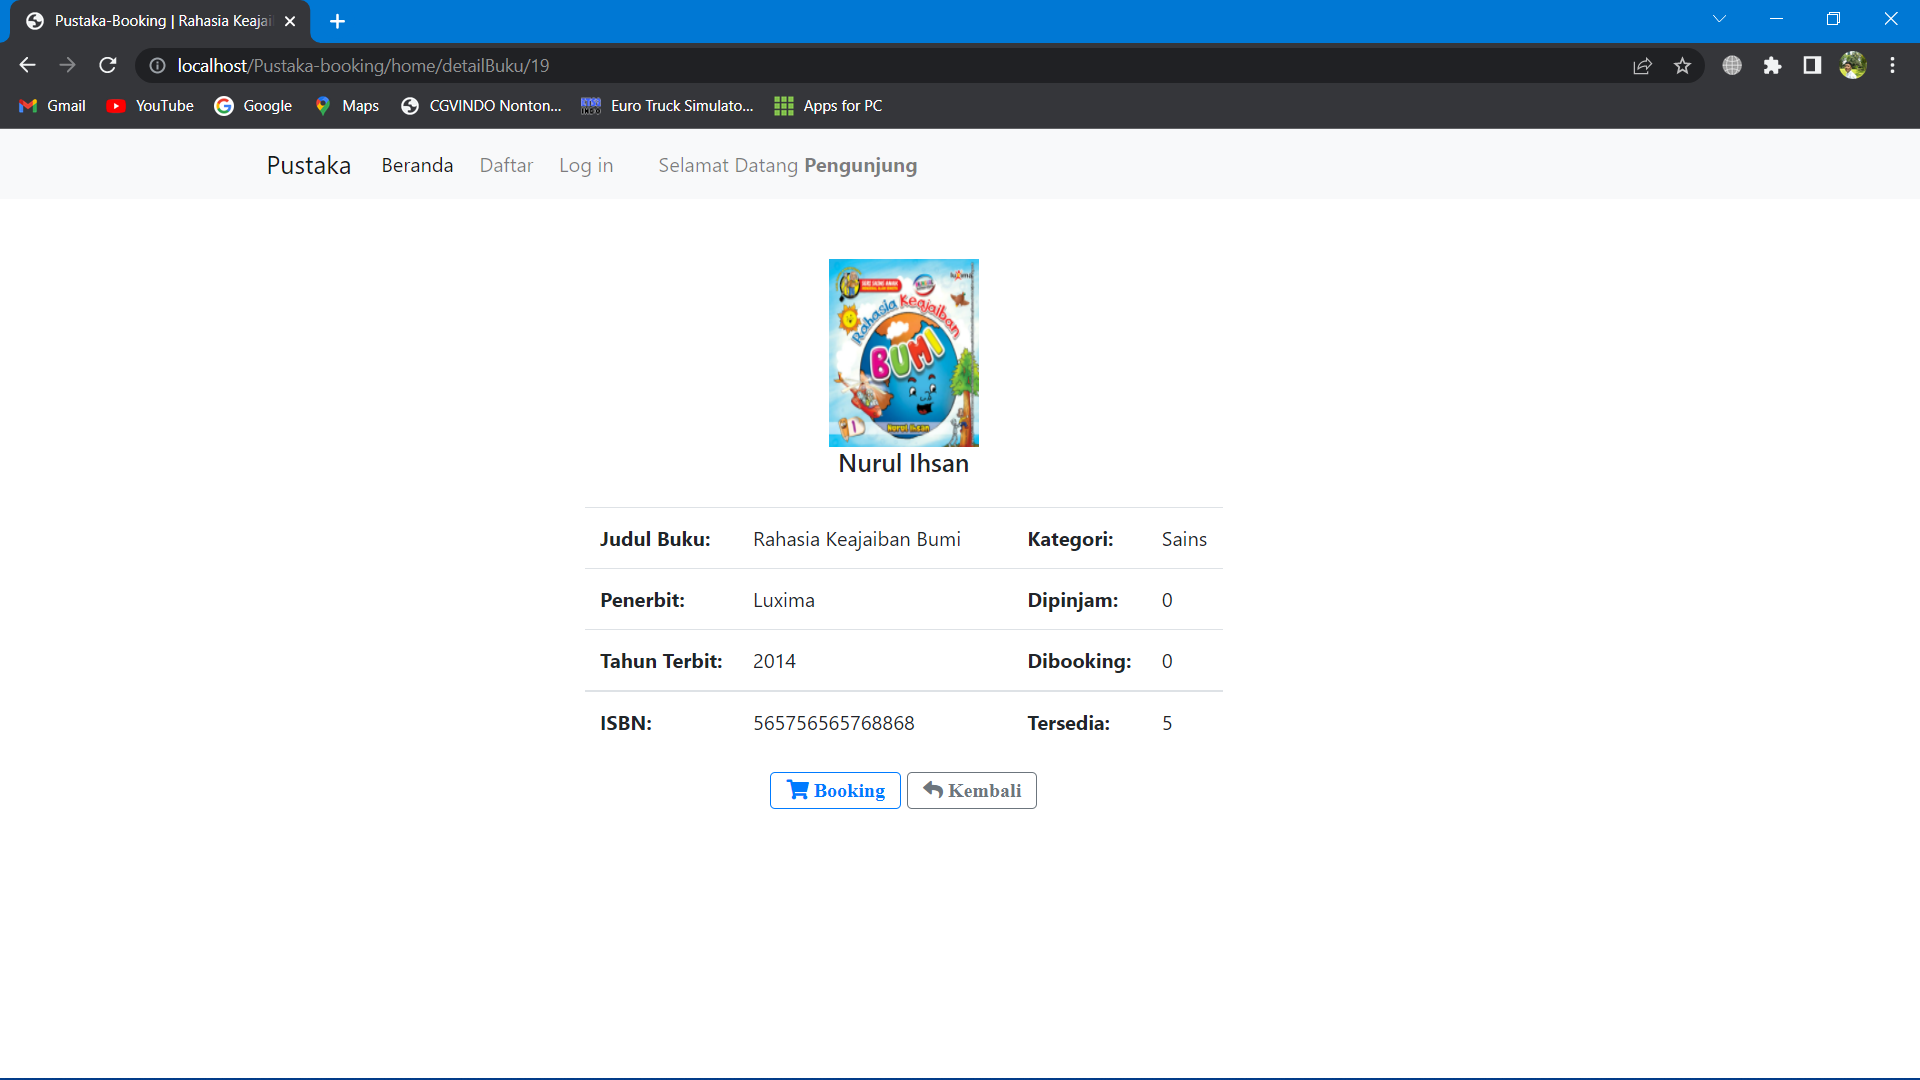 Pustaka-Booking | Rahasia Keajai
localhost/Pustaka-booking/home/detailBuku/19
Gmail YouTube Google Maps CGVINDO Nonton... Euro Truck Simulato... Apps for PC
Pustaka Beranda Daftar Log in Selamat Datang Pengunjung
Rahasia Keajaiban
BUMI
1
Nurul Ihsan
Nurul Ihsan
Judul Buku: Rahasia Keajaiban Bumi Kategori: Sains
Penerbit: Luxima Dipinjam: 0
Tahun Terbit: 2014 Dibooking: 0
ISBN: 565756565768868 Tersedia: 5
Booking Kembali